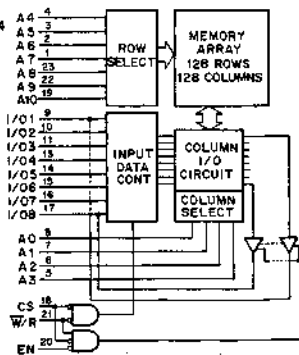 A4 4
A5 3
A6 2
A7 1
A8 23
A9 22
A10 19
ROW SELECT
MEMORY ARRAY
128 ROWS
128 COLUMNS
I/O1 9
I/O2 10
I/O3 11
I/O4 13
I/O5 14
I/O6 15
I/O7 16
I/O8 17
INPUT
DATA
CONT
COLUMN
I/O
CIRCUIT
COLUMN
SELECT
A0 8
A1 7
A2 6
A3 5
CS 18
W/R 21
EN 20